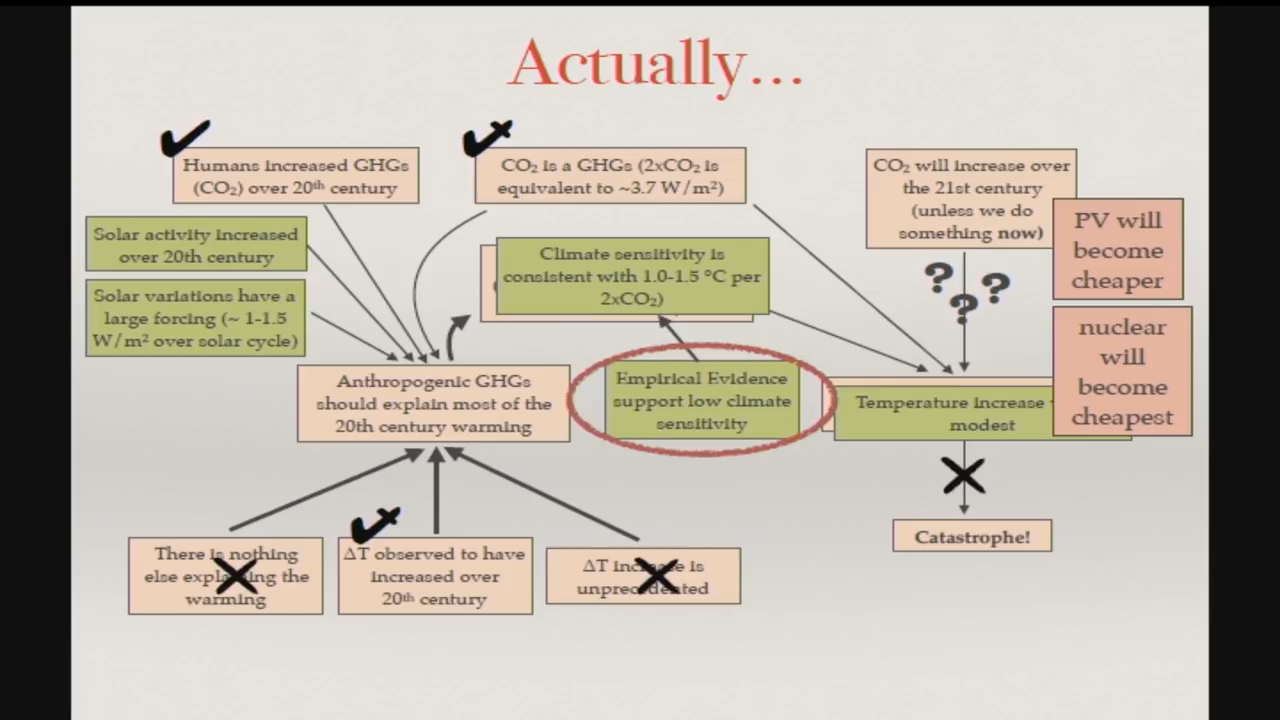 Actually...
Humans increased GHGs
(CO₂) over 20th century
CO₂ is a GHGs (2xCO₂ is
equivalent to ~3.7 W/m²)
CO₂ will increase over
the 21st century
(unless we do
something now)
PV will
become
cheaper
Solar activity increased
over 20th century
Climate sensitivity is
consistent with 1.0-1.5 °C per
2xCO₂)
Solar variations have a
large forcing (~ 1-1.5
W/m² over solar cycle)
? ? ?
nuclear
will
become
cheapest
Anthropogenic GHGs
should explain most of the
20th century warming
Empirical Evidence
support low climate
sensitivity
Temperature increase
modest
Catastrophe!
There is nothing
else explaining the
warming
ΔT observed to have
increased over
20th century
ΔT increase is
unprecedented